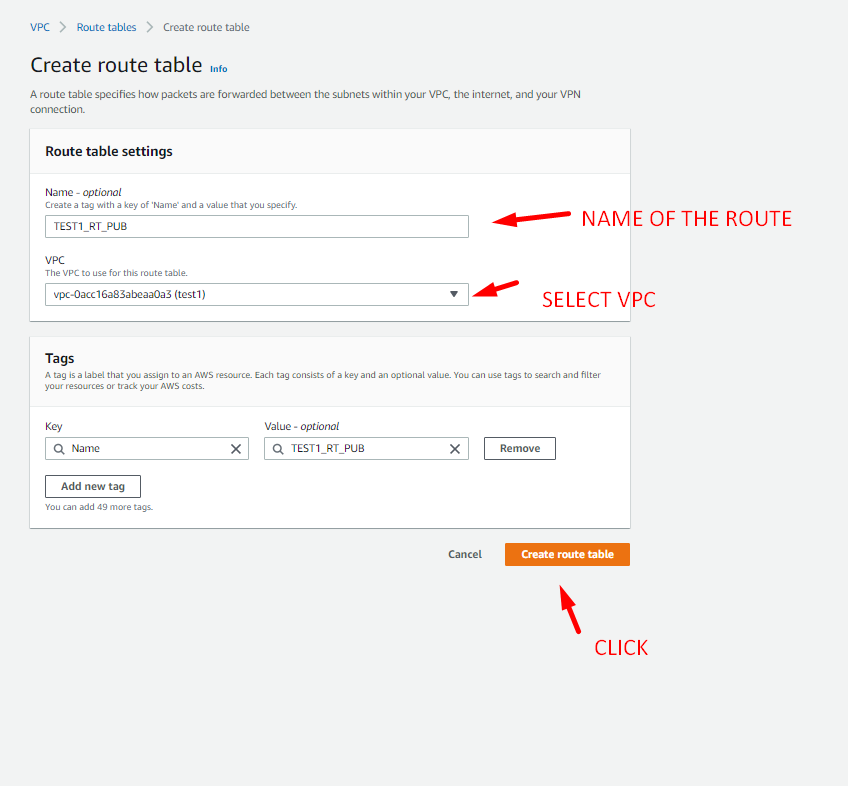 VPC > Route tables > Create route table
Create route table Info
A route table specifies how packets are forwarded between the subnets within your VPC, the internet, and your VPN
connection.
Route table settings
Name - optional
Create a tag with a key of 'Name' and a value that you specify.
TEST1_RT_PUB
NAME OF THE ROUTE
VPC
The VPC to use for this route table.
vpc-0acc16a83abeaa0a3 (test1)
SELECT VPC
Tags
A tag is a label that you assign to an AWS resource. Each tag consists of a key and an optional value. You can use tags to search and filter
your resources or track your AWS costs.
Key Value - optional
Name TEST1_RT_PUB Remove
Add new tag
You can add 49 more tags.
Cancel Create route table
CLICK